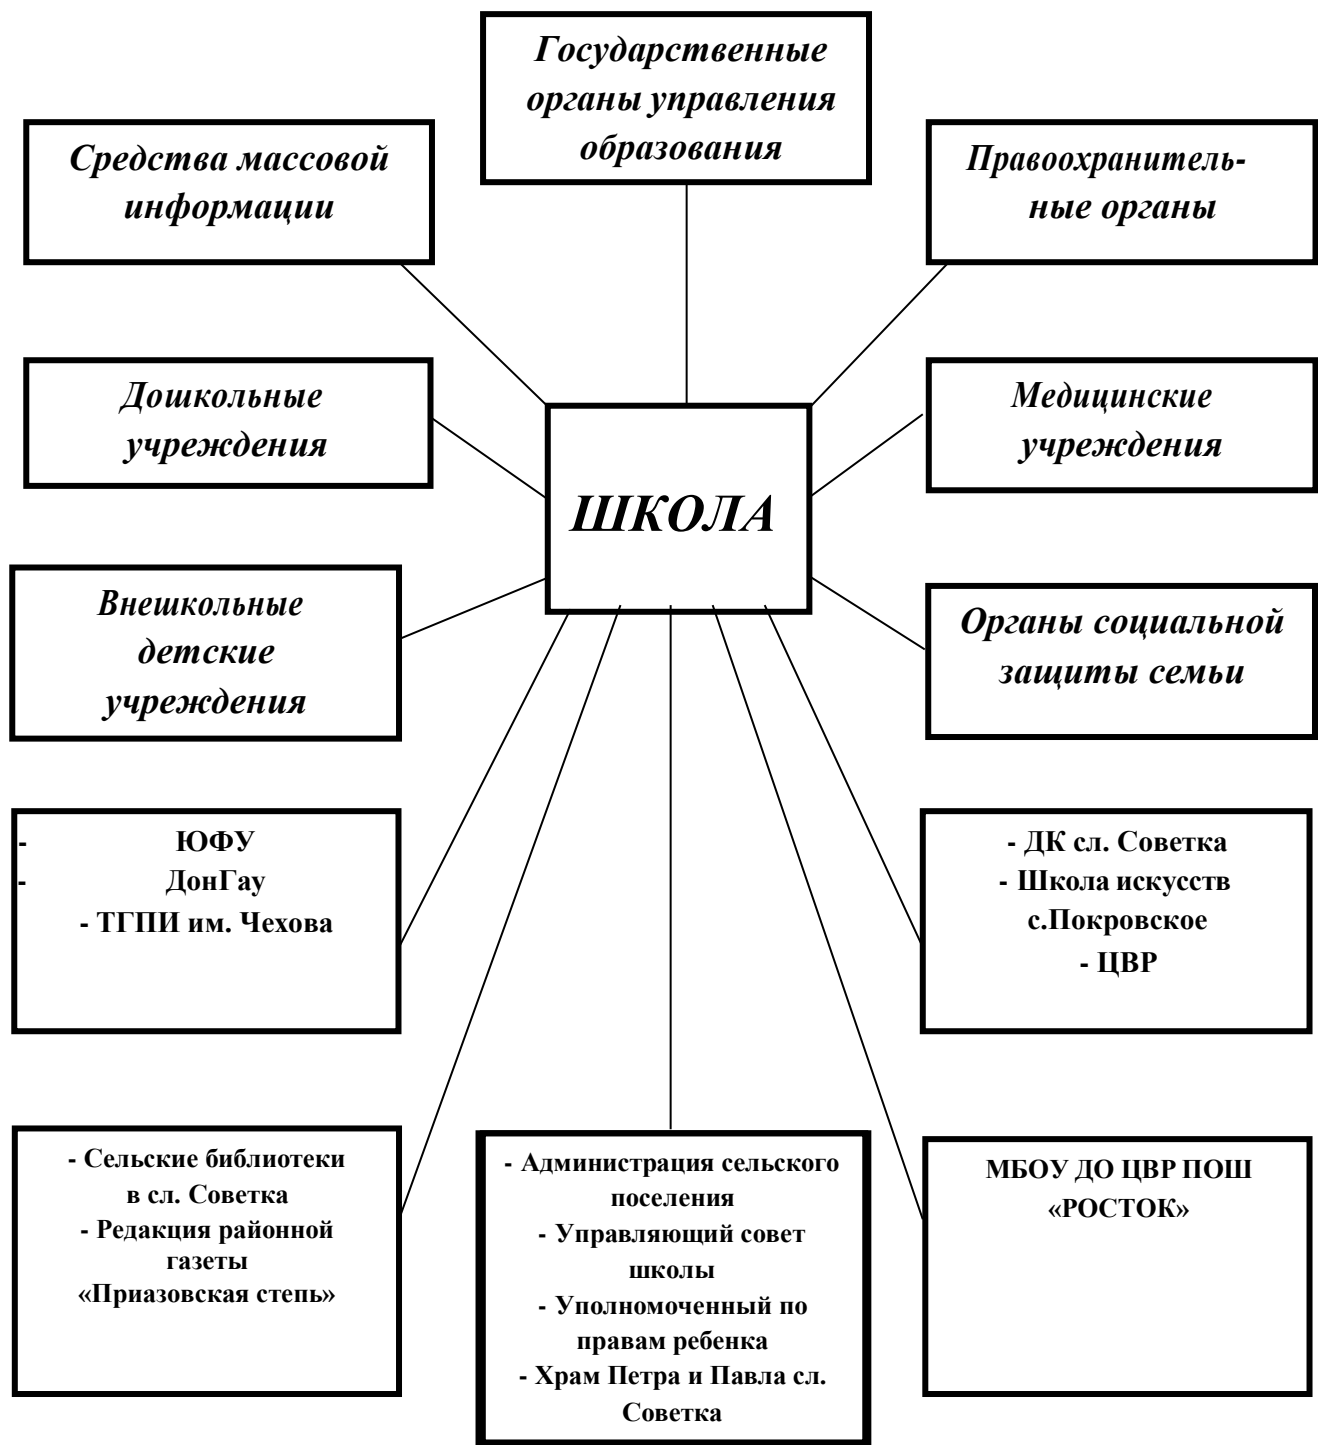 Государственные
органы управления
образования
Средства массовой
информации
Правоохранитель-
ные органы
Дошкольные
учреждения
Медицинские
учреждения
ШКОЛА
Внешкольные
детские
учреждения
Органы социальной
защиты семьи
- ЮФУ
- ДонГау
- ТГПИ им. Чехова
- ДК сл. Советка
- Школа искусств
с.Покровское
- ЦВР
- Сельские библиотеки
в сл. Советка
- Редакция районной
газеты
«Приазовская степь»
- Администрация сельского
поселения
- Управляющий совет
школы
- Уполномоченный по
правам ребенка
- Храм Петра и Павла сл.
Советка
МБОУ ДО ЦВР ПОШ
«РОСТОК»